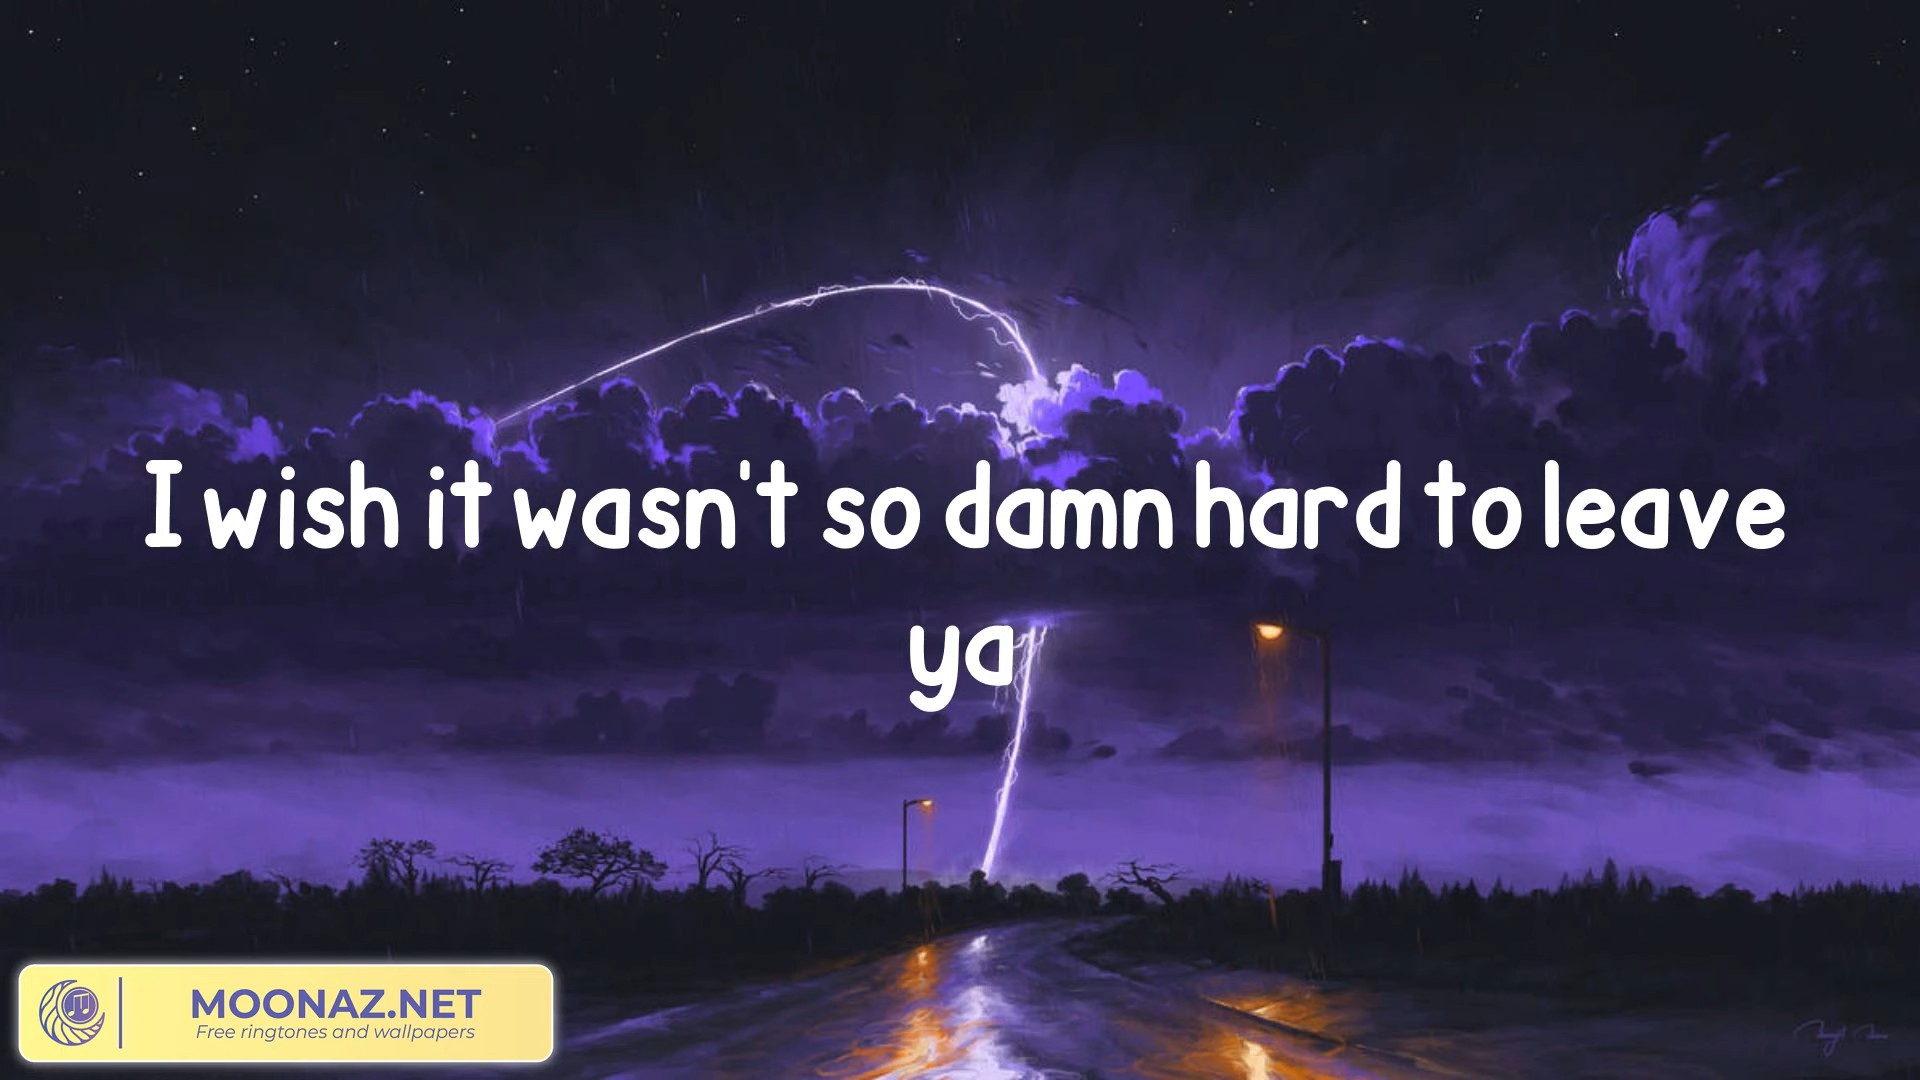 I wish it wasn't so damn hard to leave
ya
MOONAZ.NET
Free ringtones and wallpapers